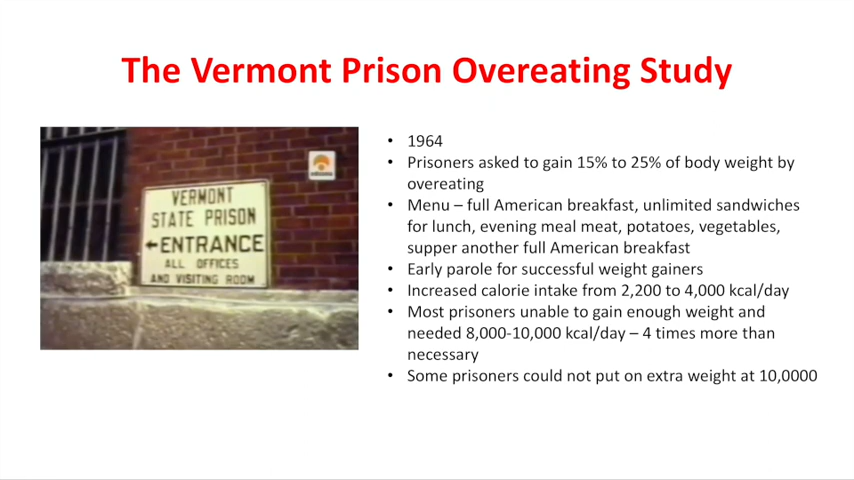 The Vermont Prison Overeating Study
VERMONT
STATE PRISON
←ENTRANCE
ALL OFFICES
AND VISITING ROOM
• 1964
• Prisoners asked to gain 15% to 25% of body weight by
overeating
• Menu – full American breakfast, unlimited sandwiches
for lunch, evening meal meat, potatoes, vegetables,
supper another full American breakfast
• Early parole for successful weight gainers
• Increased calorie intake from 2,200 to 4,000 kcal/day
• Most prisoners unable to gain enough weight and
needed 8,000-10,000 kcal/day – 4 times more than
necessary
• Some prisoners could not put on extra weight at 10,0000